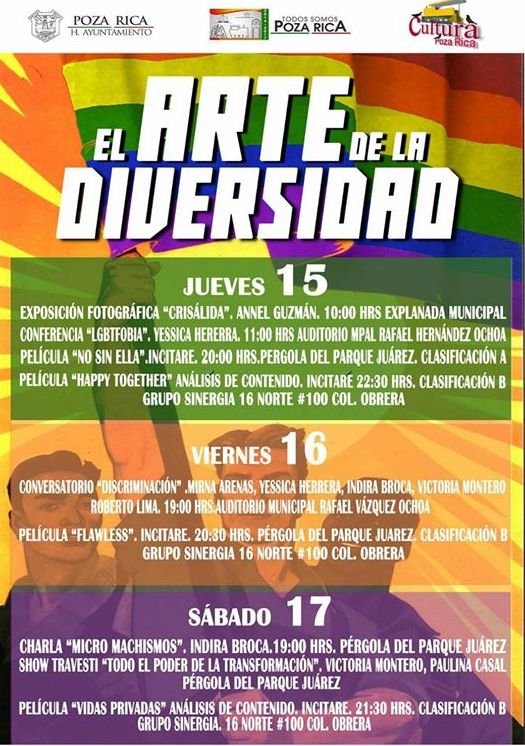 POZA RICA
H. AYUNTAMIENTO
TODOS SOMOS
POZA RICA
Cultura
Poza Rica
EL ARTE DE LA
DIVERSIDAD
JUEVES 15
EXPOSICIÓN FOTOGRÁFICA "CRISÁLIDA". ANNEL GUZMÁN. 10:00 HRS EXPLANADA MUNICIPAL
CONFERENCIA "LGBTFOBIA". YESSICA HERERRA. 11:00 HRS AUDITORIO MPAL RAFAEL HERNÁNDEZ OCHOA
PELÍCULA "NO SIN ELLA".INCITARE. 20:00 HRS.PERGOLA DEL PARQUE JUÁREZ. CLASIFICACIÓN A
PELÍCULA "HAPPY TOGETHER" ANÁLISIS DE CONTENIDO. INCITARÉ 22:30 HRS. CLASIFICACIÓN B
GRUPO SINERGIA 16 NORTE #100 COL. OBRERA
VIERNES 16
CONVERSATORIO "DISCRIMINACIÓN" .MIRNA ARENAS, YESSICA HERRERA, INDIRA BROCA, VICTORIA MONTERO
ROBERTO LIMA. 19:00 HRS.AUDITORIO MUNICIPAL RAFAEL VÁZQUEZ OCHOA
PELÍCULA "FLAWLESS". INCITARE. 20:30 HRS. PÉRGOLA DEL PARQUE JUAREZ. CLASIFICACIÓN B
GRUPO SINERGIA 16 NORTE #100 COL. OBRERA
SÁBADO 17
CHARLA "MICRO MACHISMOS". INDIRA BROCA.19:00 HRS. PÉRGOLA DEL PARQUE JUÁREZ
SHOW TRAVESTI "TODO EL PODER DE LA TRANSFORMACIÓN". VICTORIA MONTERO, PAULINA CASAL
PÉRGOLA DEL PARQUE JUÁREZ
PELÍCULA "VIDAS PRIVADAS" ANÁLISIS DE CONTENIDO. INCITARE. 21:30 HRS. CLASIFICACIÓN B
GRUPO SINERGIA. 16 NORTE #100 COL. OBRERA